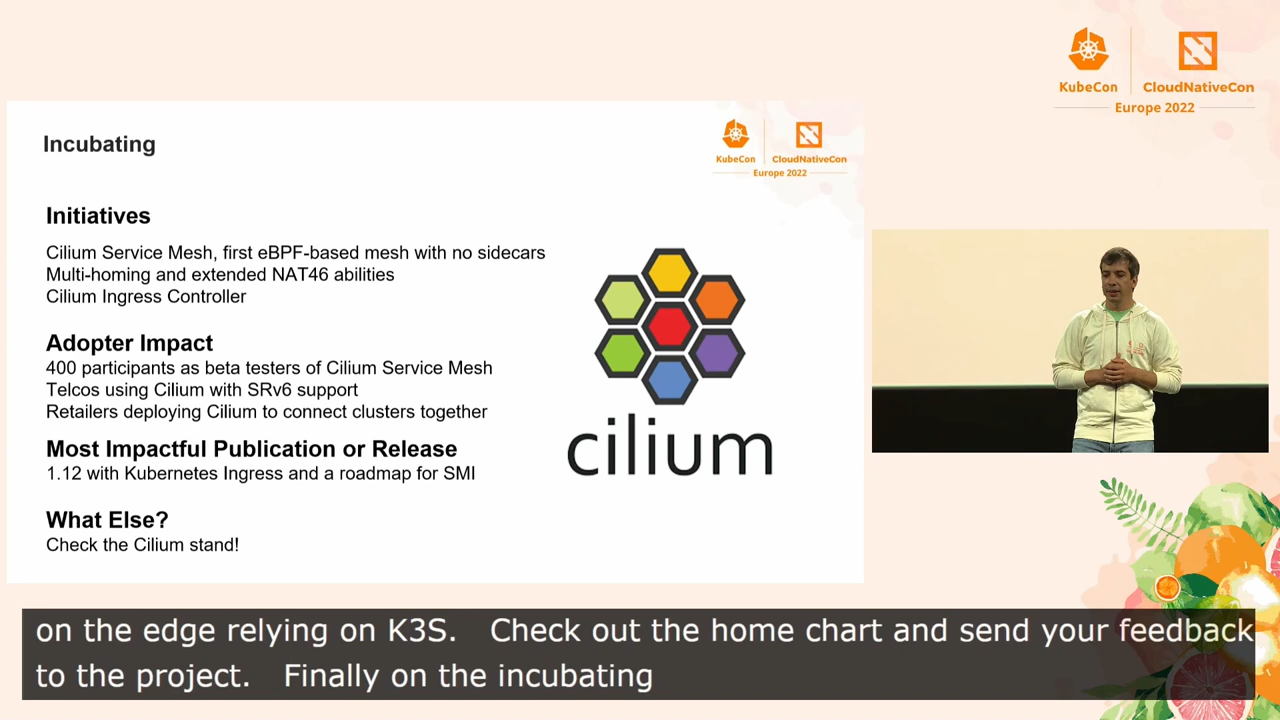 KubeCon
CloudNativeCon
Europe 2022
Incubating
KubeCon
CloudNativeCon
Europe 2022
Initiatives
Cilium Service Mesh, first eBPF-based mesh with no sidecars
Multi-homing and extended NAT46 abilities
Cilium Ingress Controller
Adopter Impact
400 participants as beta testers of Cilium Service Mesh
Telcos using Cilium with SRv6 support
Retailers deploying Cilium to connect clusters together
Most Impactful Publication or Release
1.12 with Kubernetes Ingress and a roadmap for SMI
What Else?
Check the Cilium stand!
cilium
on the edge relying on K3S. Check out the home chart and send your feedback
to the project. Finally on the incubating